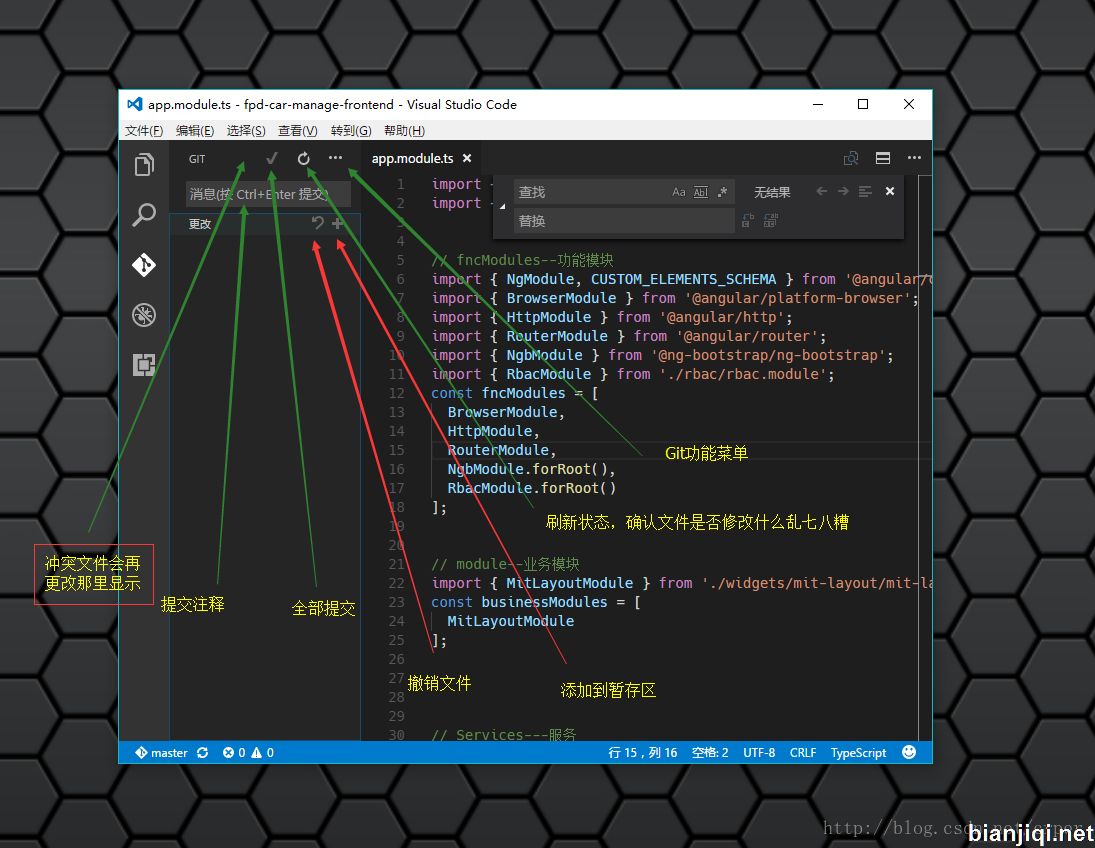 app.module.ts - fpd-car-manage-frontend - Visual Studio Code
文件(F) 编辑(E) 选择(S) 查看(V) 转到(G) 帮助(H)
GIT
app.module.ts
消息(按 Ctrl+Enter 提交)
更改
查找
Aa Abl .*
无结果
替换
1 import
2 import
3
4
5 // fncModules--功能模块
6 import { NgModule, CUSTOM_ELEMENTS_SCHEMA } from '@angular/
7 import { BrowserModule } from '@angular/platform-browser';
8 import { HttpModule } from '@angular/http';
9 import { RouterModule } from '@angular/router';
10 import { NgbModule } from '@ng-bootstrap/ng-bootstrap';
11 import { RbacModule } from './rbac/rbac.module';
12 const fncModules = [
13 BrowserModule,
14 HttpModule,
15 RouterModule,
16 NgbModule.forRoot(),
17 RbacModule.forRoot()
18 ];
19
20
21 // module--业务模块
22 import { MitLayoutModule } from './widgets/mit-layout/mit-la
23 const businessModules = [
24 MitLayoutModule
25 ];
26
27
28
29
30 // Services---服务
Git功能菜单
刷新状态，确认文件是否修改什么乱七八糟
冲突文件会再
更改那里显示
提交注释
全部提交
撤销文件
添加到暂存区
master 0 0
行 15，列 16 空格: 2 UTF-8 CRLF TypeScript
http://blog.csdn.net/
bianjiqi.net